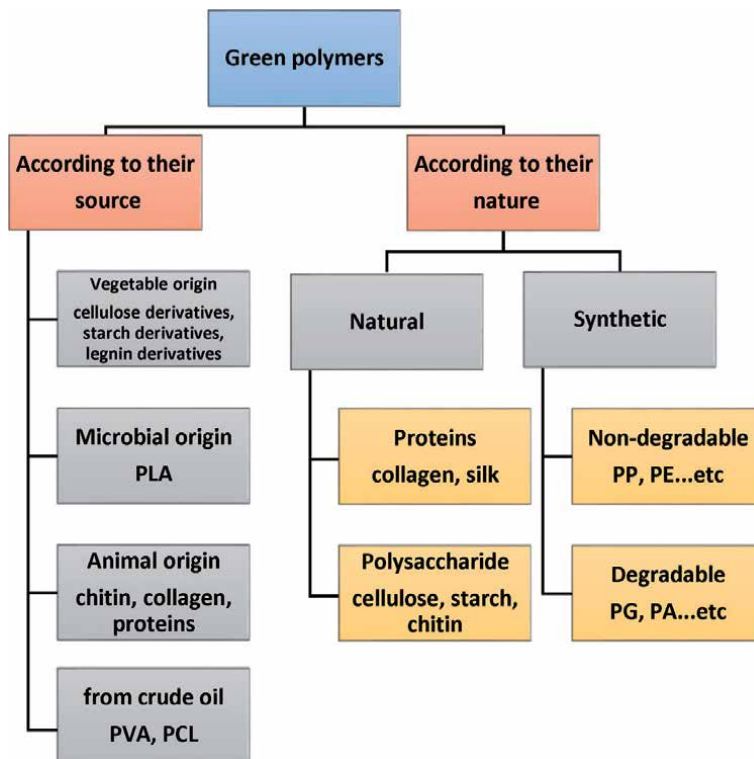 Green polymers
According to their
source
According to their
nature
Vegetable origin
cellulose derivatives,
starch derivatives,
legnin derivatives
Microbial origin
PLA
Animal origin
chitin, collagen,
proteins
from crude oil
PVA, PCL
Natural
Synthetic
Proteins
collagen, silk
Polysaccharide
cellulose, starch,
chitin
Non-degradable
PP, PE...etc
Degradable
PG, PA...etc